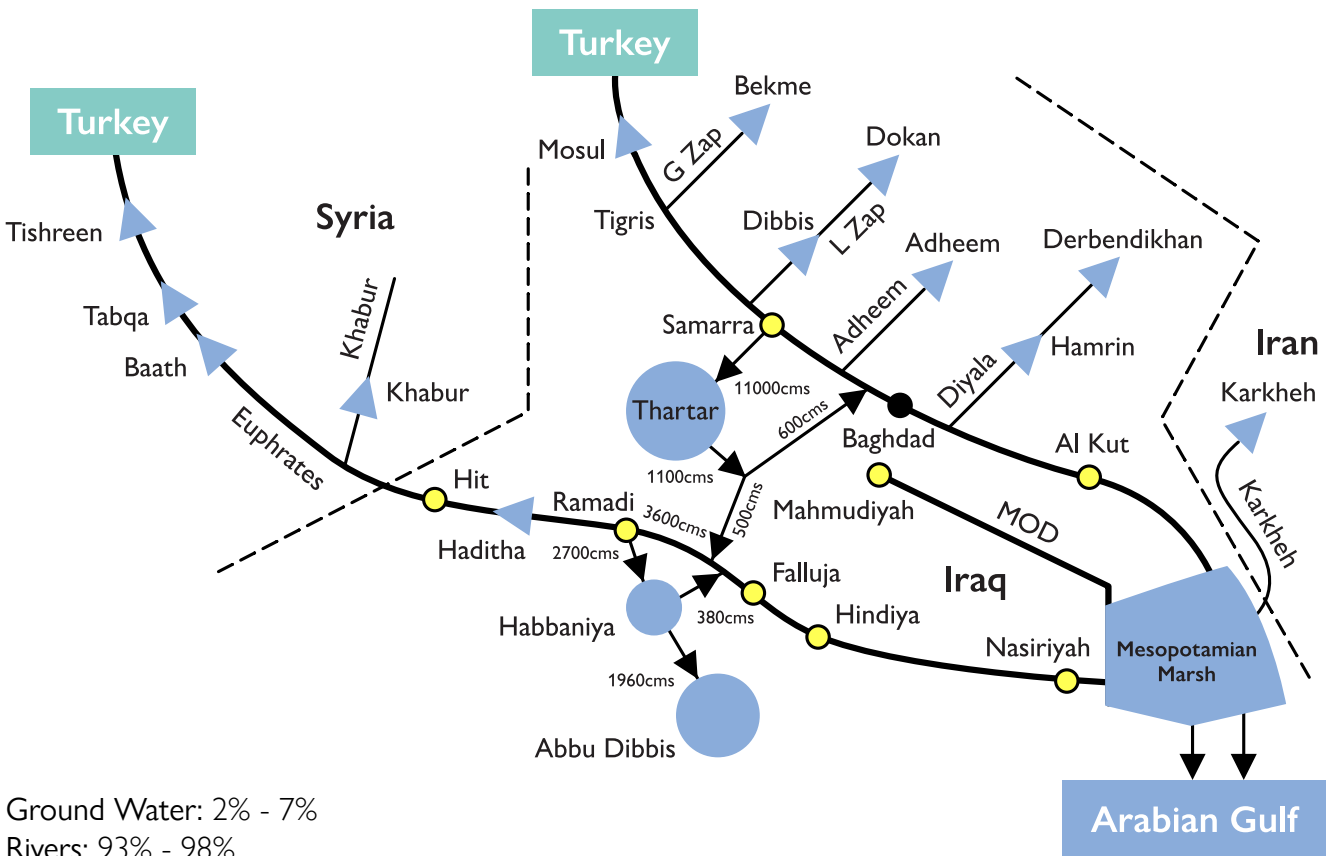 Turkey
Turkey
Bekme
Mosul
G Zap
Dokan
Tishreen
Syria
Tigris
Dibbis
L Zap
Adheem
Derbendikhan
Tabqa
Khabur
Samarra
Adheem
Baath
Khabur
11000cms
Diyala
Hamrin
Iran
Karkheh
Thartar
600cms
Euphrates
Baghdad
Al Kut
Hit
1100cms
Ramadi
3600cms
500cms
Mahmudiyah
MOD
Karkheh
Haditha
2700cms
Falluja
Iraq
Habbaniya
380cms
Hindiya
Nasiriyah
Mesopotamian
Marsh
1960cms
Abbu Dibbis
Ground Water: 2% - 7%
Rivers: 93% - 98%
Arabian Gulf